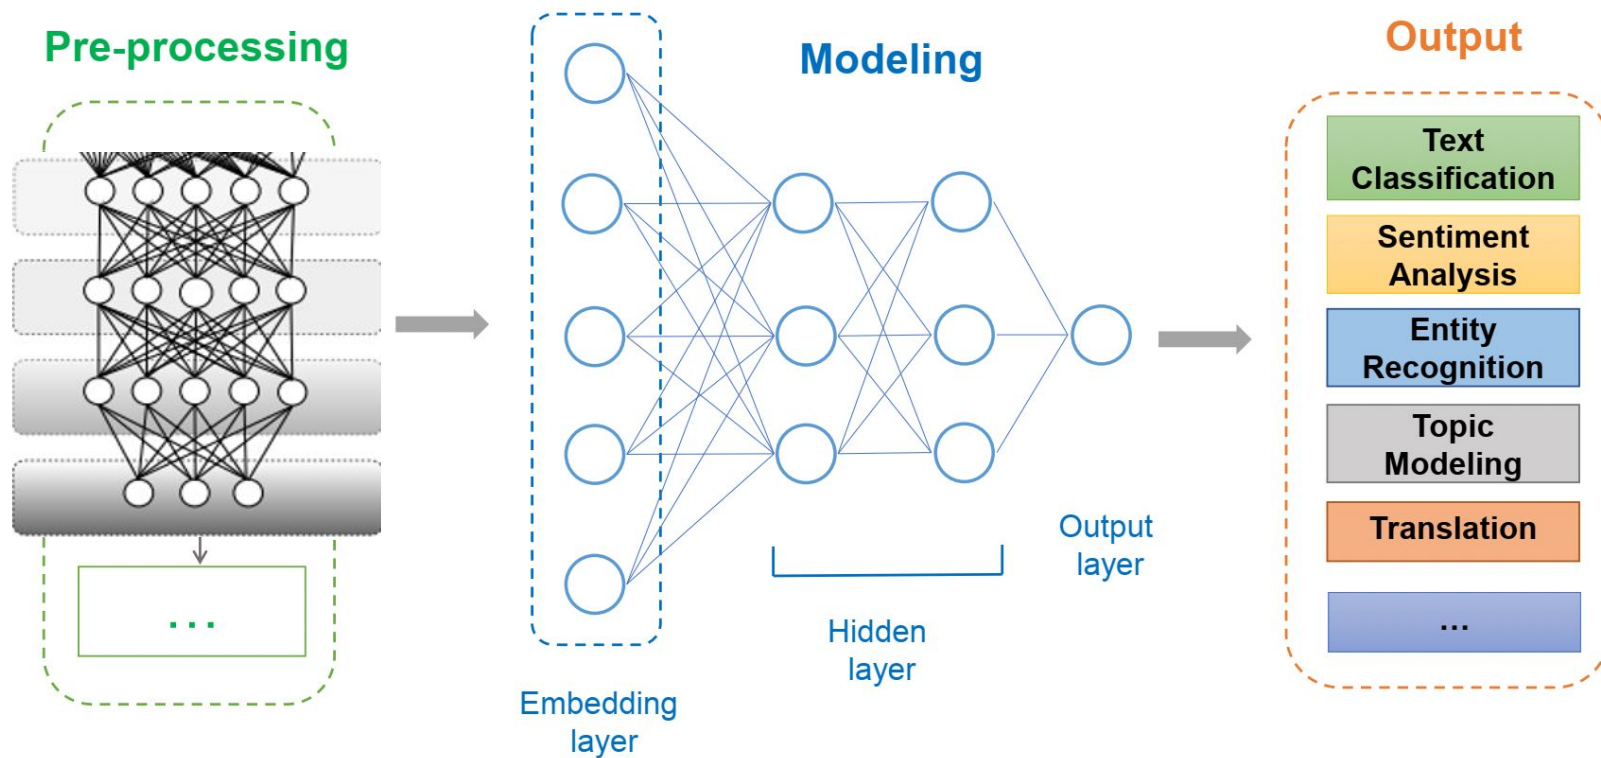 Pre-processing
...
Modeling
Embedding
layer
Hidden
layer
Output
layer
Output
Text
Classification
Sentiment
Analysis
Entity
Recognition
Topic
Modeling
Translation
...